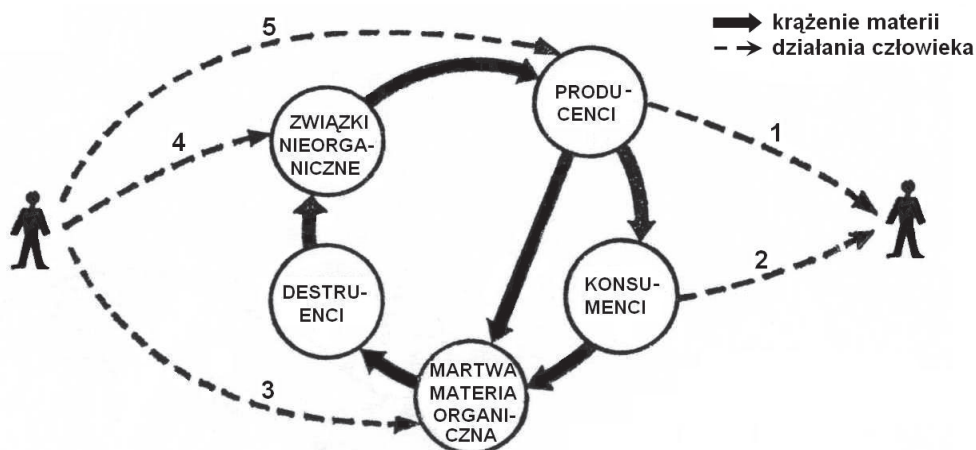 krążenie materii
działania człowieka
5
PRODU-
CENCI
1
ZWIĄZKI
NIEORGA-
NICZNE
4
2
DESTRU-
ENCI
KONSU-
MENCI
3
MARTWA
MATERIA
ORGANI-
CZNA